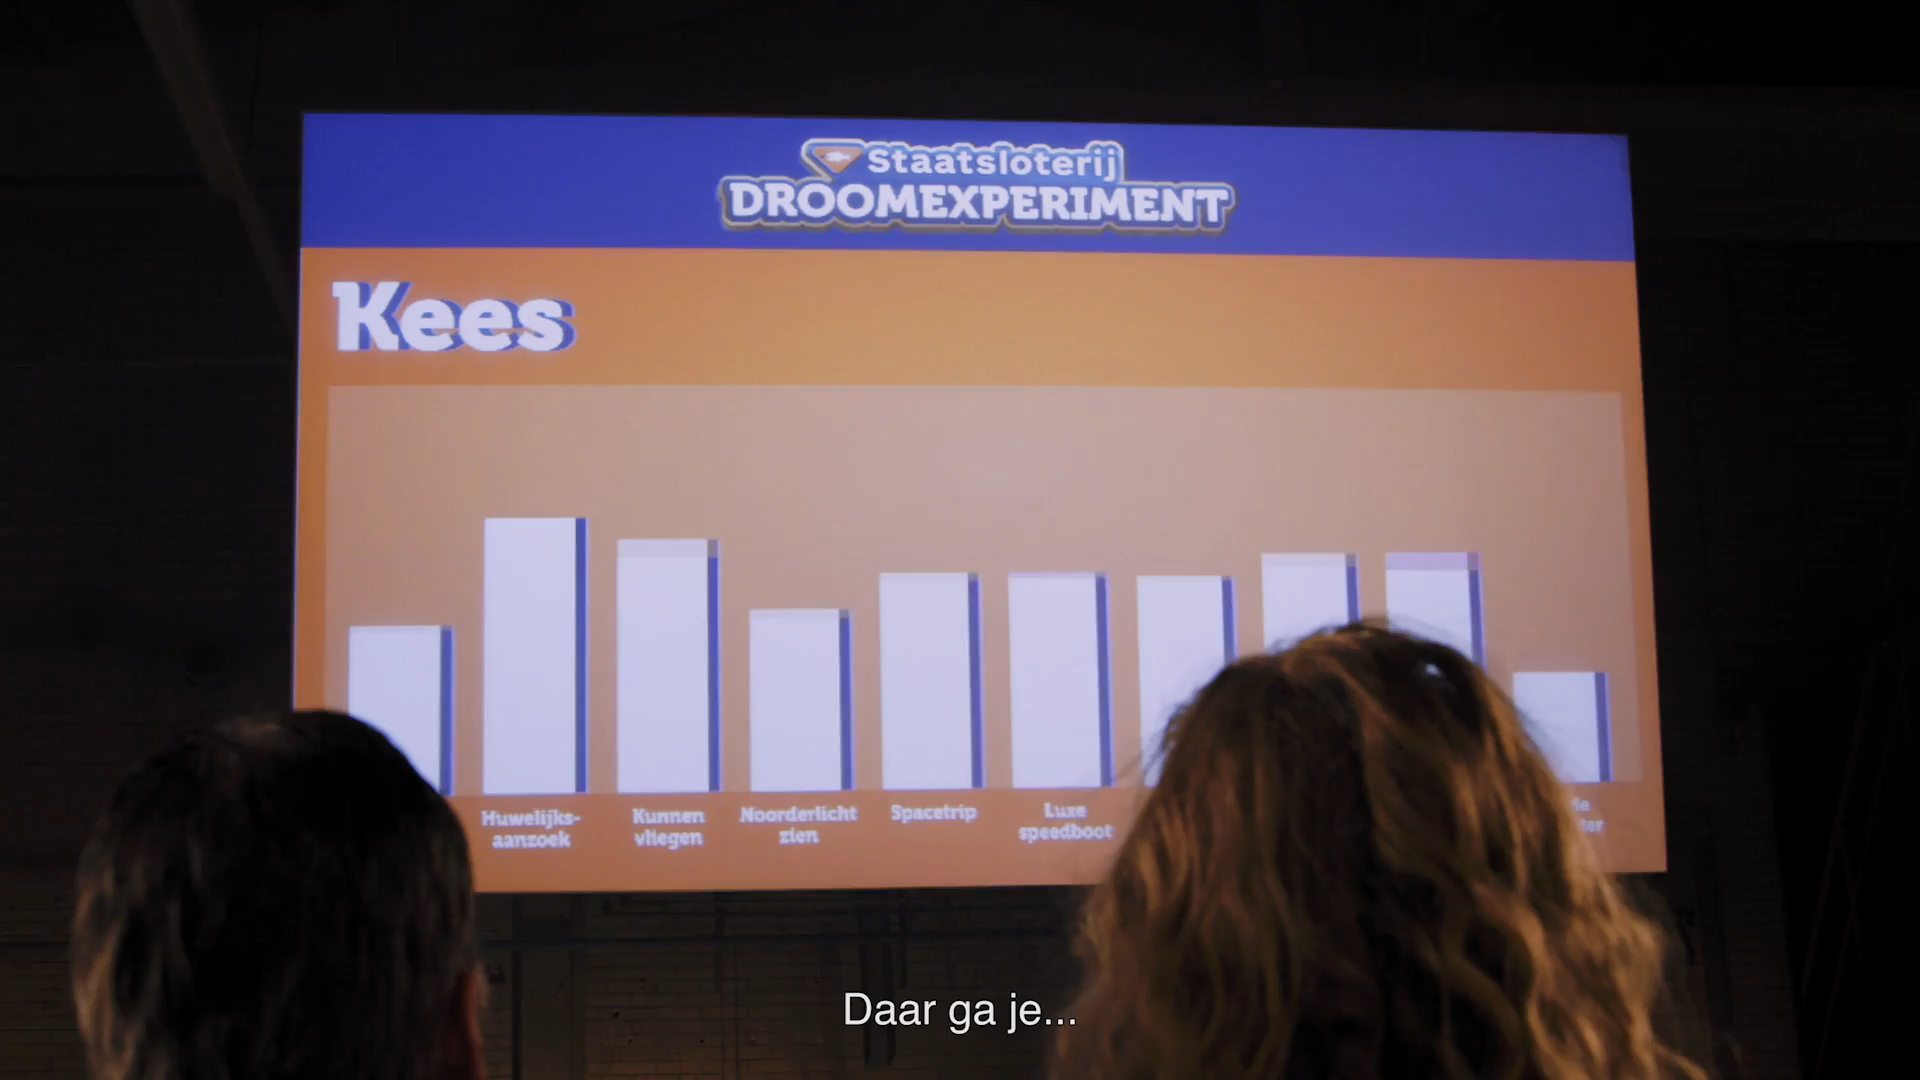 Staatsloterij
DROOMEXPERIMENT
Kees
Huwelijks-
aanzoek
Kunnen
vliegen
Noorderlicht
zien
Spacetrip
Luxe
speedboot
Daar ga je...